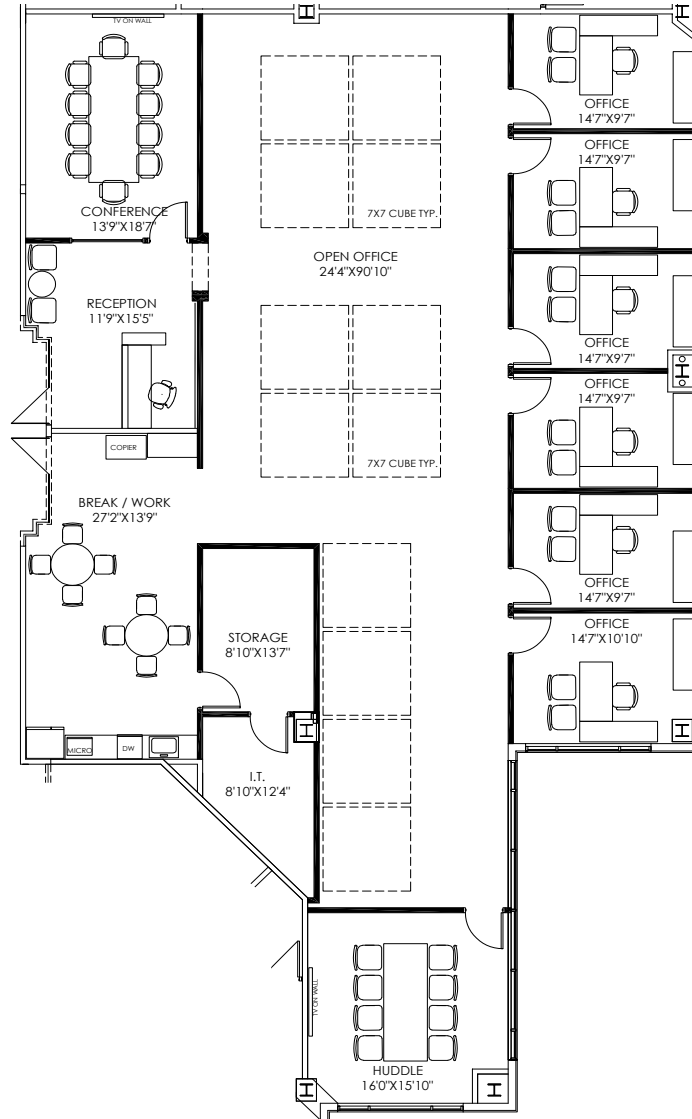 TV ON WALL
CONFERENCE
13'9"X18'7"
7X7 CUBE TYP.
OFFICE
14'7"X9'7"
OFFICE
14'7"X9'7"
OPEN OFFICE
24'4"X90'10"
RECEPTION
11'9"X15'5"
OFFICE
14'7"X9'7"
OFFICE
14'7"X9'7"
COPIER
7X7 CUBE TYP.
BREAK / WORK
27'2"X13'9"
OFFICE
14'7"X9'7"
OFFICE
14'7"X10'10"
STORAGE
8'10"X13'7"
MICRO
DW
I.T.
8'10"X12'4"
TV ON WALL
HUDDLE
16'0"X15'10"